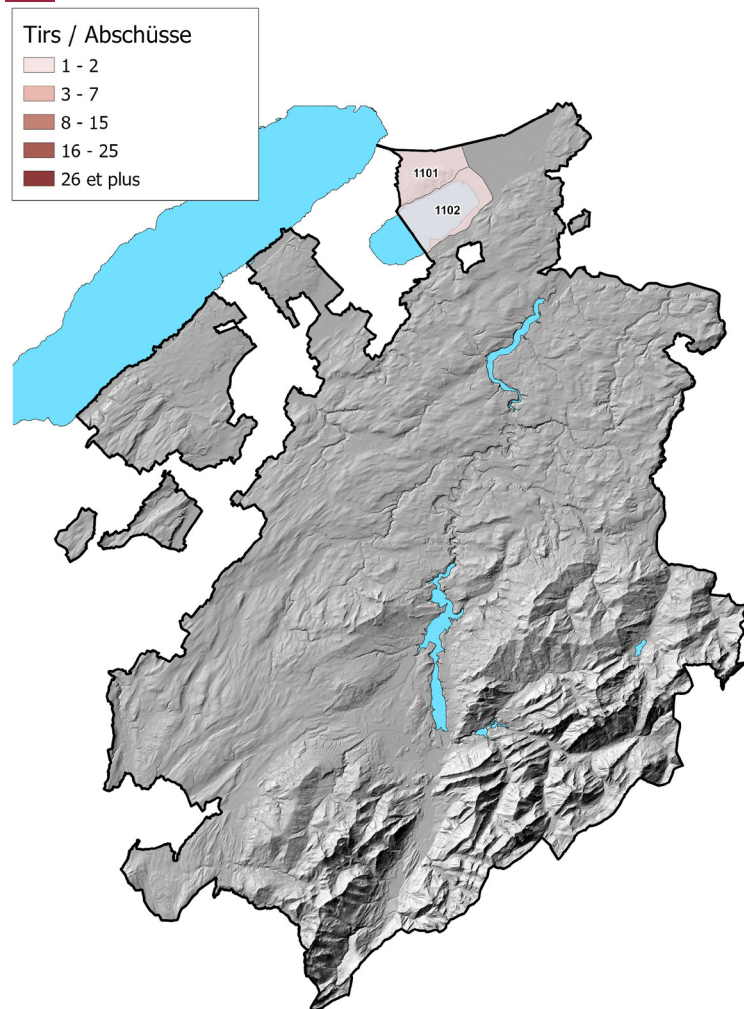 Tirs / Abschüsse
1 - 2
3 - 7
8 - 15
16 - 25
26 et plus
1101
1102